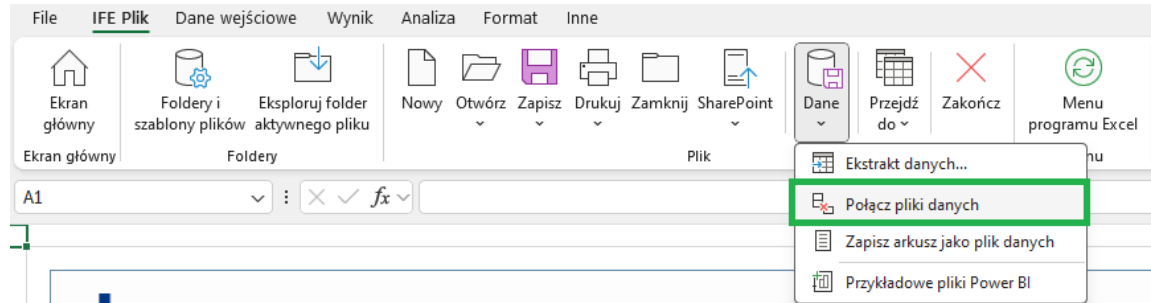 File IFE Plik Dane wejściowe Wynik Analiza Format Inne
Ekran główny
Foldery i szablony plików
Eksploruj folder aktywnego pliku
Nowy
Otwórz
Zapisz
Drukuj
Zamknij
SharePoint
Dane
Przejdź do
Zakończ
Menu programu Excel
Ekran główny Foldery Plik nu
Ekstrakt danych...
Połącz pliki danych
Zapisz arkusz jako plik danych
Przykładowe pliki Power BI
A1 fx